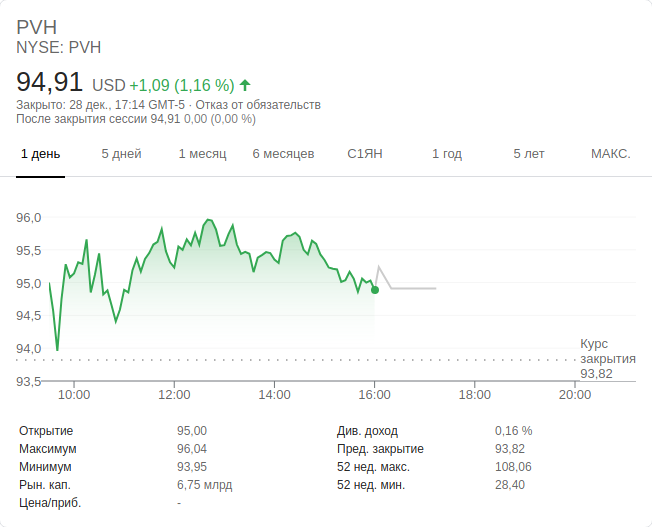 PVH
NYSE: PVH
94,91 USD +1,09 (1,16 %)
Закрыто: 28 дек., 17:14 GMT-5 · Отказ от обязательств
После закрытия сессии 94,91 0,00 (0,00 %)
1 день 5 дней 1 месяц 6 месяцев С1ЯН 1 год 5 лет МАКС.
96,0
95,5
95,0
94,5
94,0
93,5
Курс
закрытия
93,82
10:00 12:00 14:00 16:00 18:00 20:00
Открытие 95,00 Див. доход 0,16 %
Максимум 96,04 Пред. закрытие 93,82
Минимум 93,95 52 нед. макс. 108,06
Рын. кап. 6,75 млрд 52 нед. мин. 28,40
Цена/приб. -